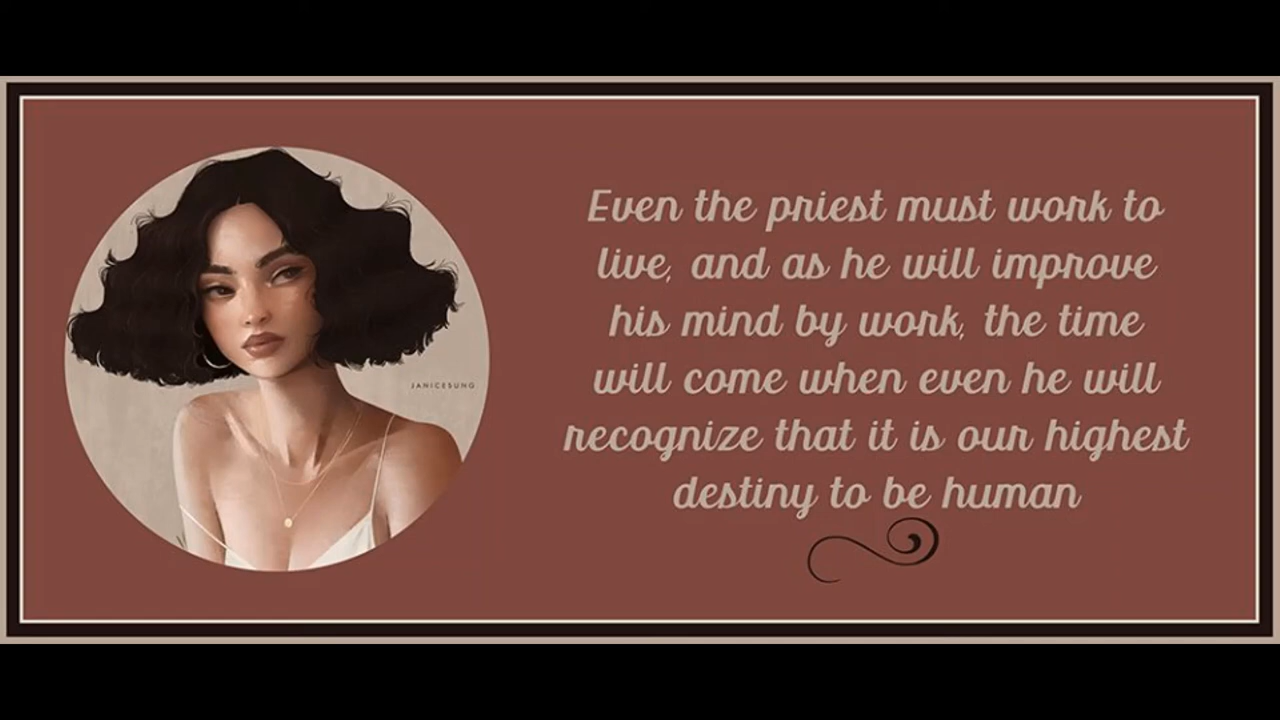 JANICESUNG
Even the priest must work to
live, and as he will improve
his mind by work, the time
will come when even he will
recognize that it is our highest
destiny to be human